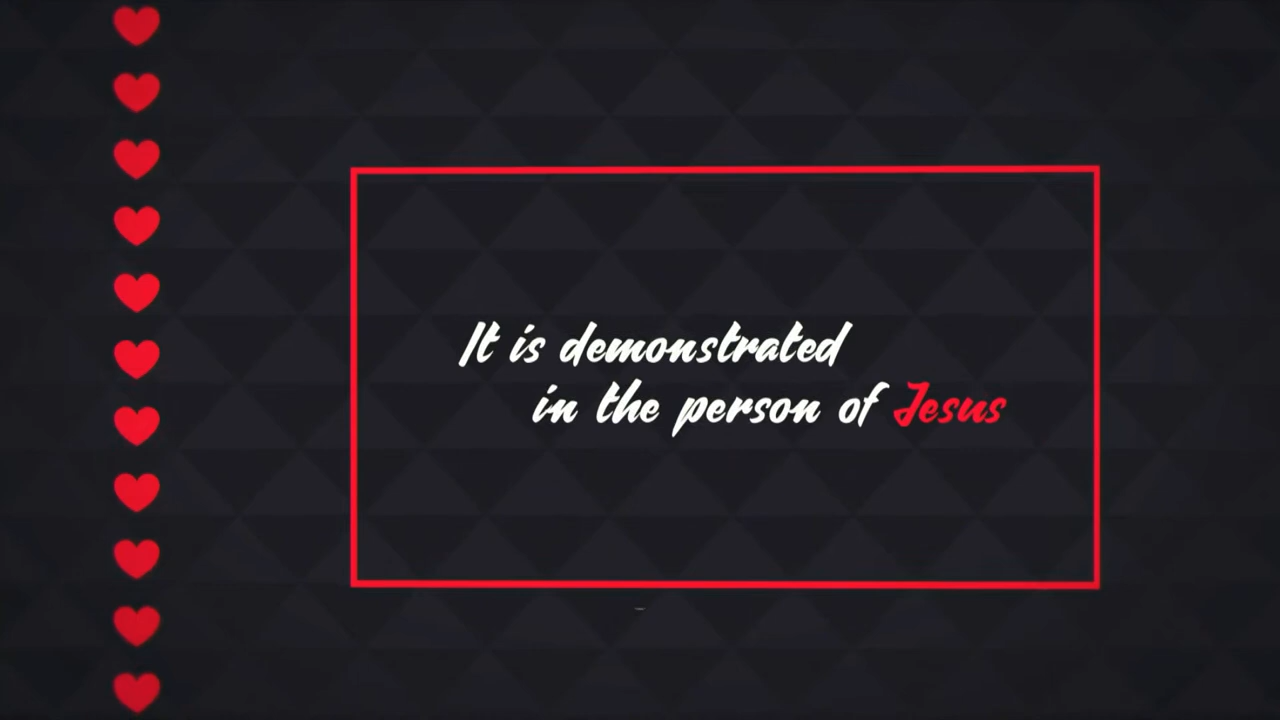 It is demonstrated
in the person of Jesus